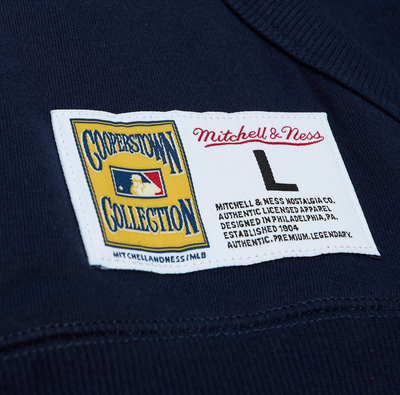 COOPERSTOWN
COLLECTION
MITCHELLANDNESS/MLB
Mitchell & Ness
L
MITCHELL & NESS NOSTALGIA CO.
AUTHENTIC LICENSED APPAREL
DESIGNED IN PHILADELPHIA, PA.
ESTABLISHED 1904
AUTHENTIC. PREMIUM. LEGENDARY.